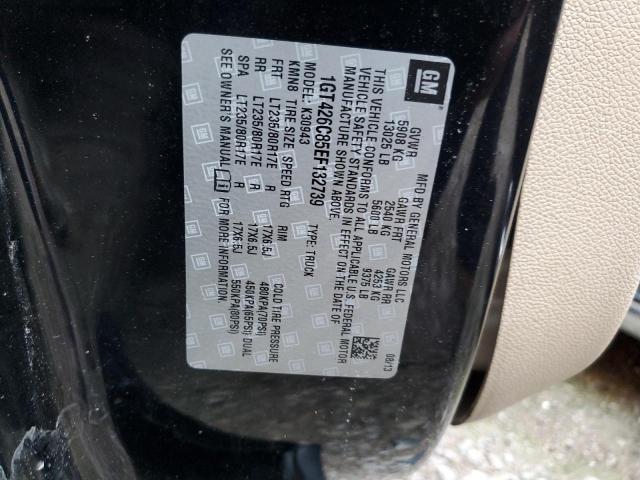 GM
MFD BY GENERAL MOTORS LLC
08/13
GVWR GAWR FRT GAWR RR
5908 KG 2540 KG 4253 KG
13025 LB 5600 LB 9375 LB
THIS VEHICLE CONFORMS TO ALL APPLICABLE U.S. FEDERAL MOTOR
VEHICLE SAFETY STANDARDS IN EFFECT ON THE DATE OF
MANUFACTURE SHOWN ABOVE.
1GT426C85EF132739
TYPE: TRUCK
MODEL: K30943
KMN8 TIRE SIZE SPEED RTG RIM COLD TIRE PRESSURE
FRT LT235/80R17E R 17X6.5J 480KPA(70PSI)
RR LT235/80R17E R 17X6.5J 450KPA(65PSI) DUAL
SPA LT235/80R17E R 17X6.5J 550KPA(80PSI)
SEE OWNER'S MANUAL FOR MORE INFORMATION.